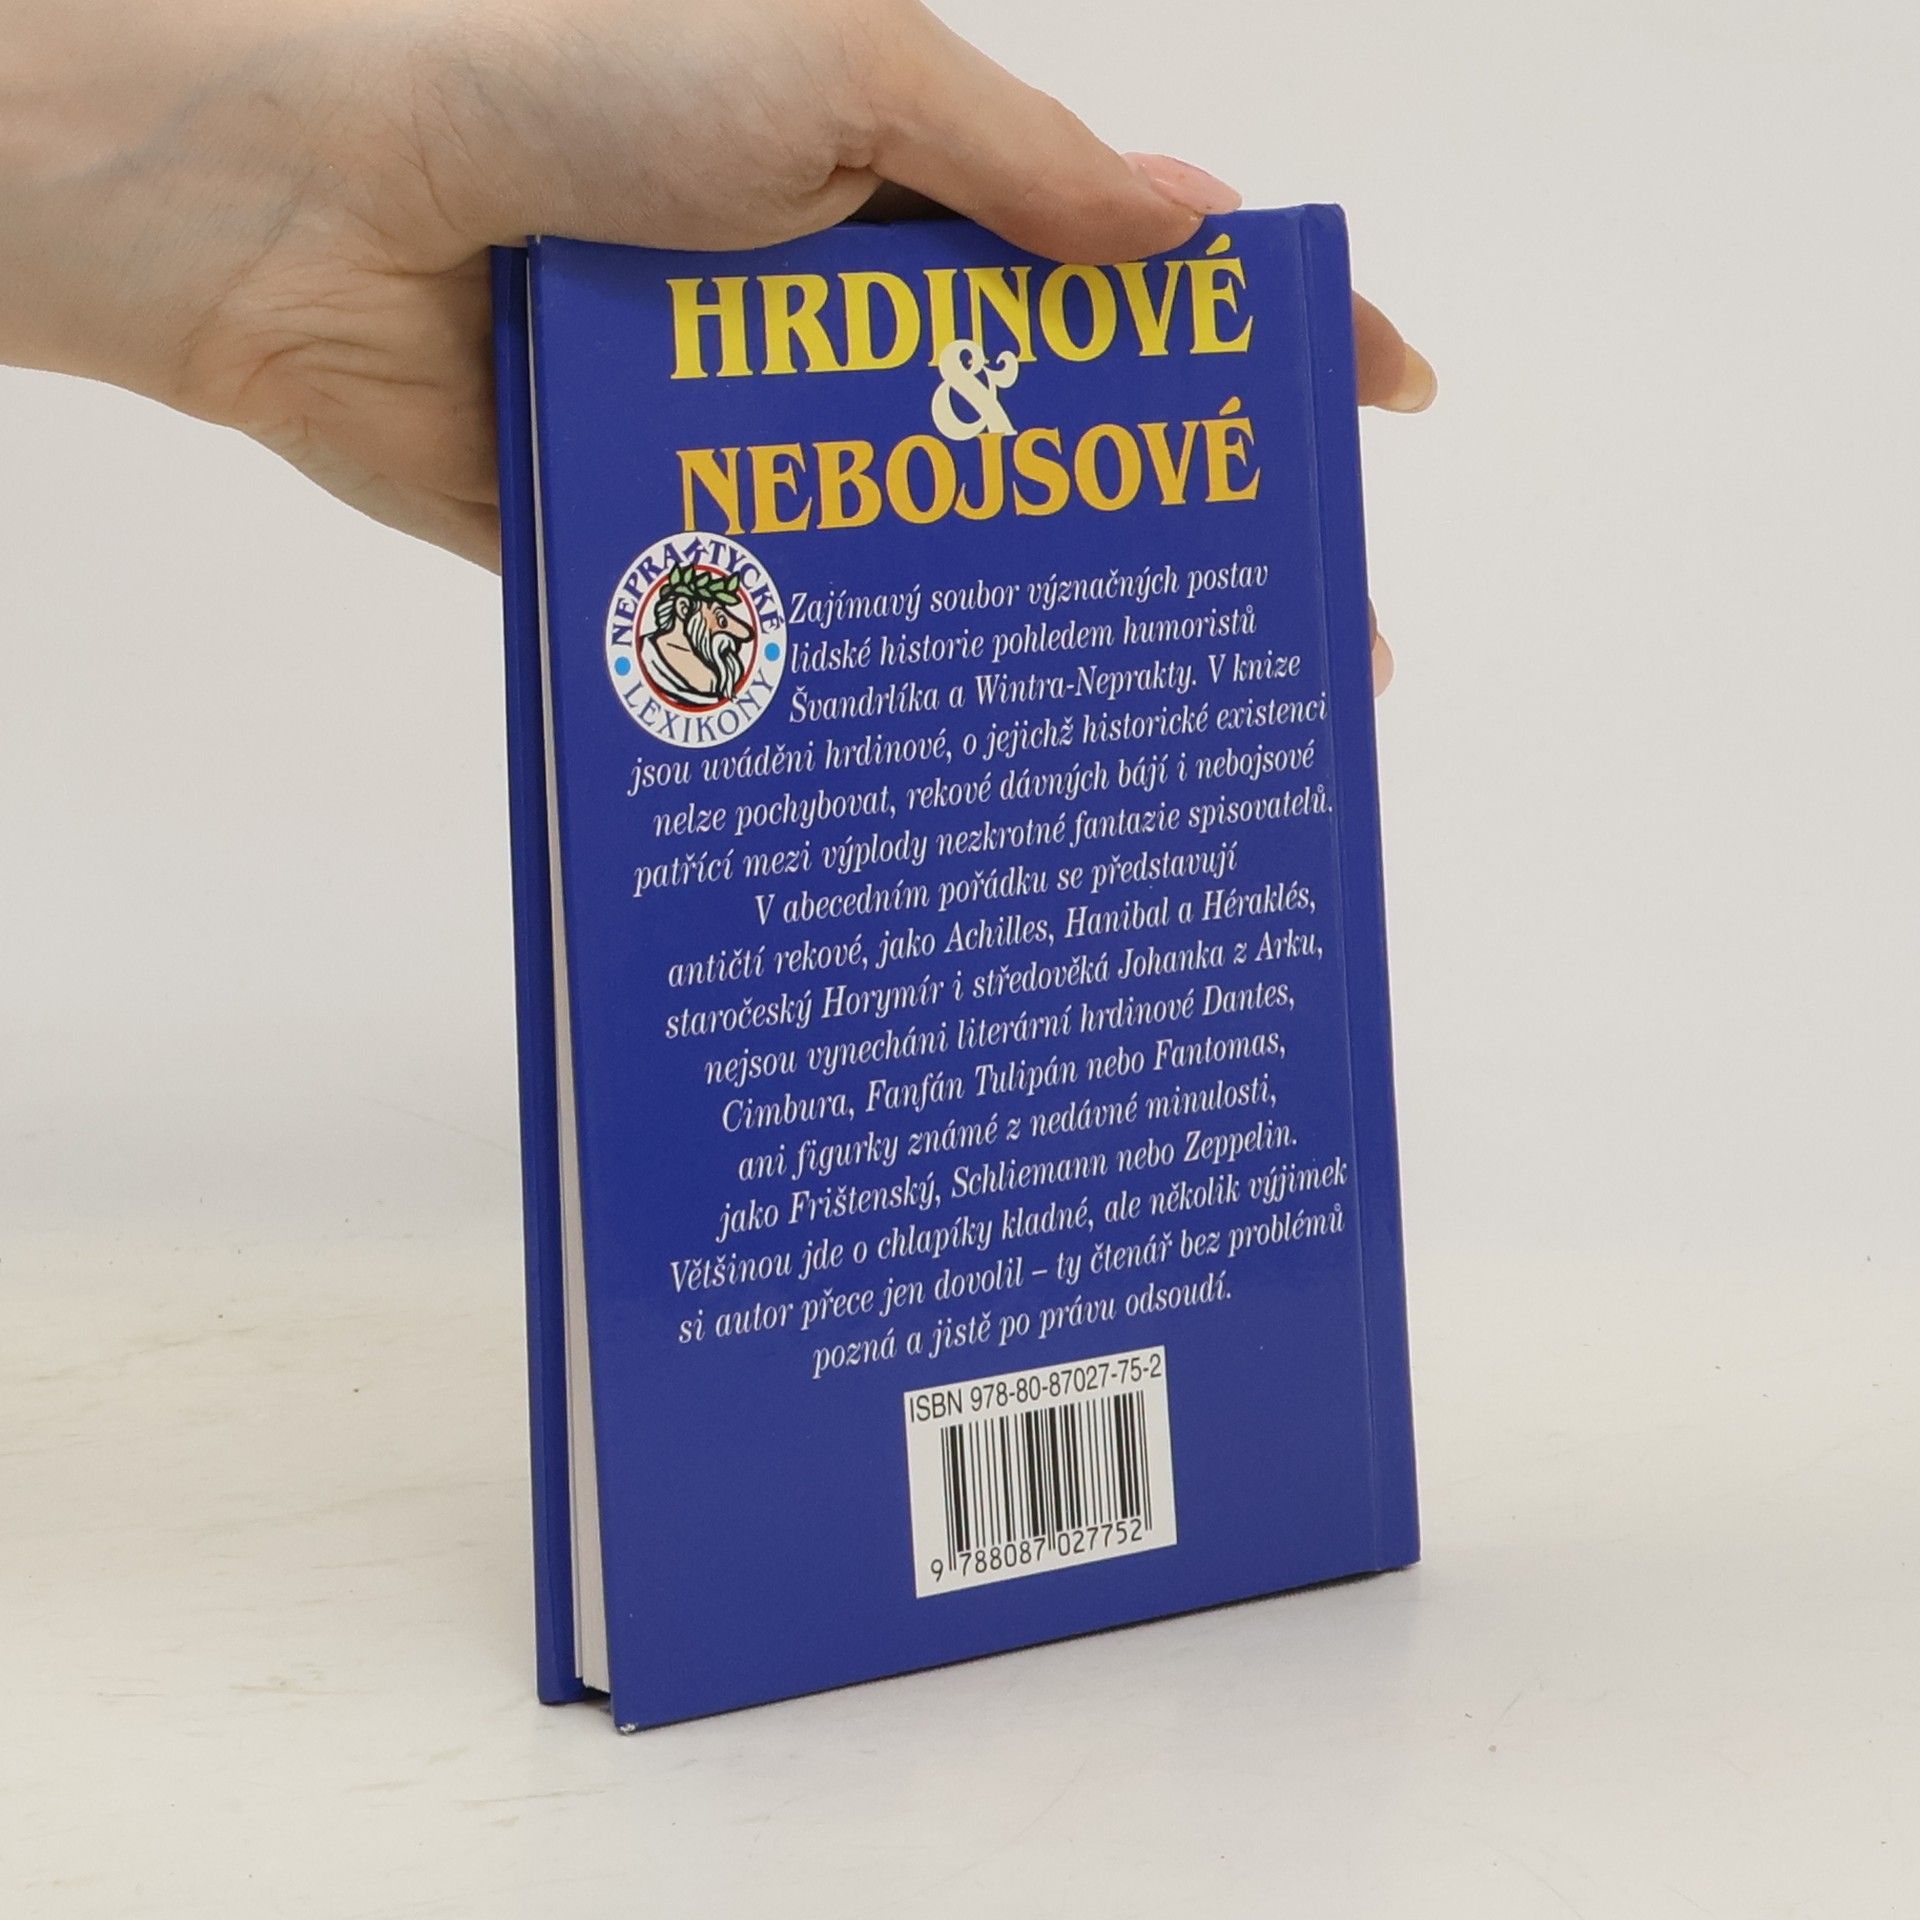 HRDINOVÉ
&
NEBOJSOVÉ
NEPRAKTYCKÉ
LEXIKONY
Zajímavý soubor význačných postav
lidské historie pohledem humoristů
Švandrlíka a Wintra-Neprakty. V knize
jsou uváděni hrdinové, o jejichž historické existenci
nelze pochybovat, rekové dávných bájí i nebojsové
patřící mezi výplody nezkrotné fantazie spisovatelů.
V abecedním pořádku se představují
antičtí rekové, jako Achilles, Hanibal a Héraklés,
staročeský Horymír i středověká Johanka z Arku,
nejsou vynecháni literární hrdinové Dantes,
Cimbura, Fanfán Tulipán nebo Fantomas,
ani figurky známé z nedávné minulosti,
jako Frištenský, Schliemann nebo Zeppelin.
Většinou jde o chlapíky kladné, ale několik výjimek
si autor přece jen dovolil – ty čtenář bez problémů
pozná a jistě po právu odsoudí.
ISBN 978-80-87027-75-2
9 788087 027752